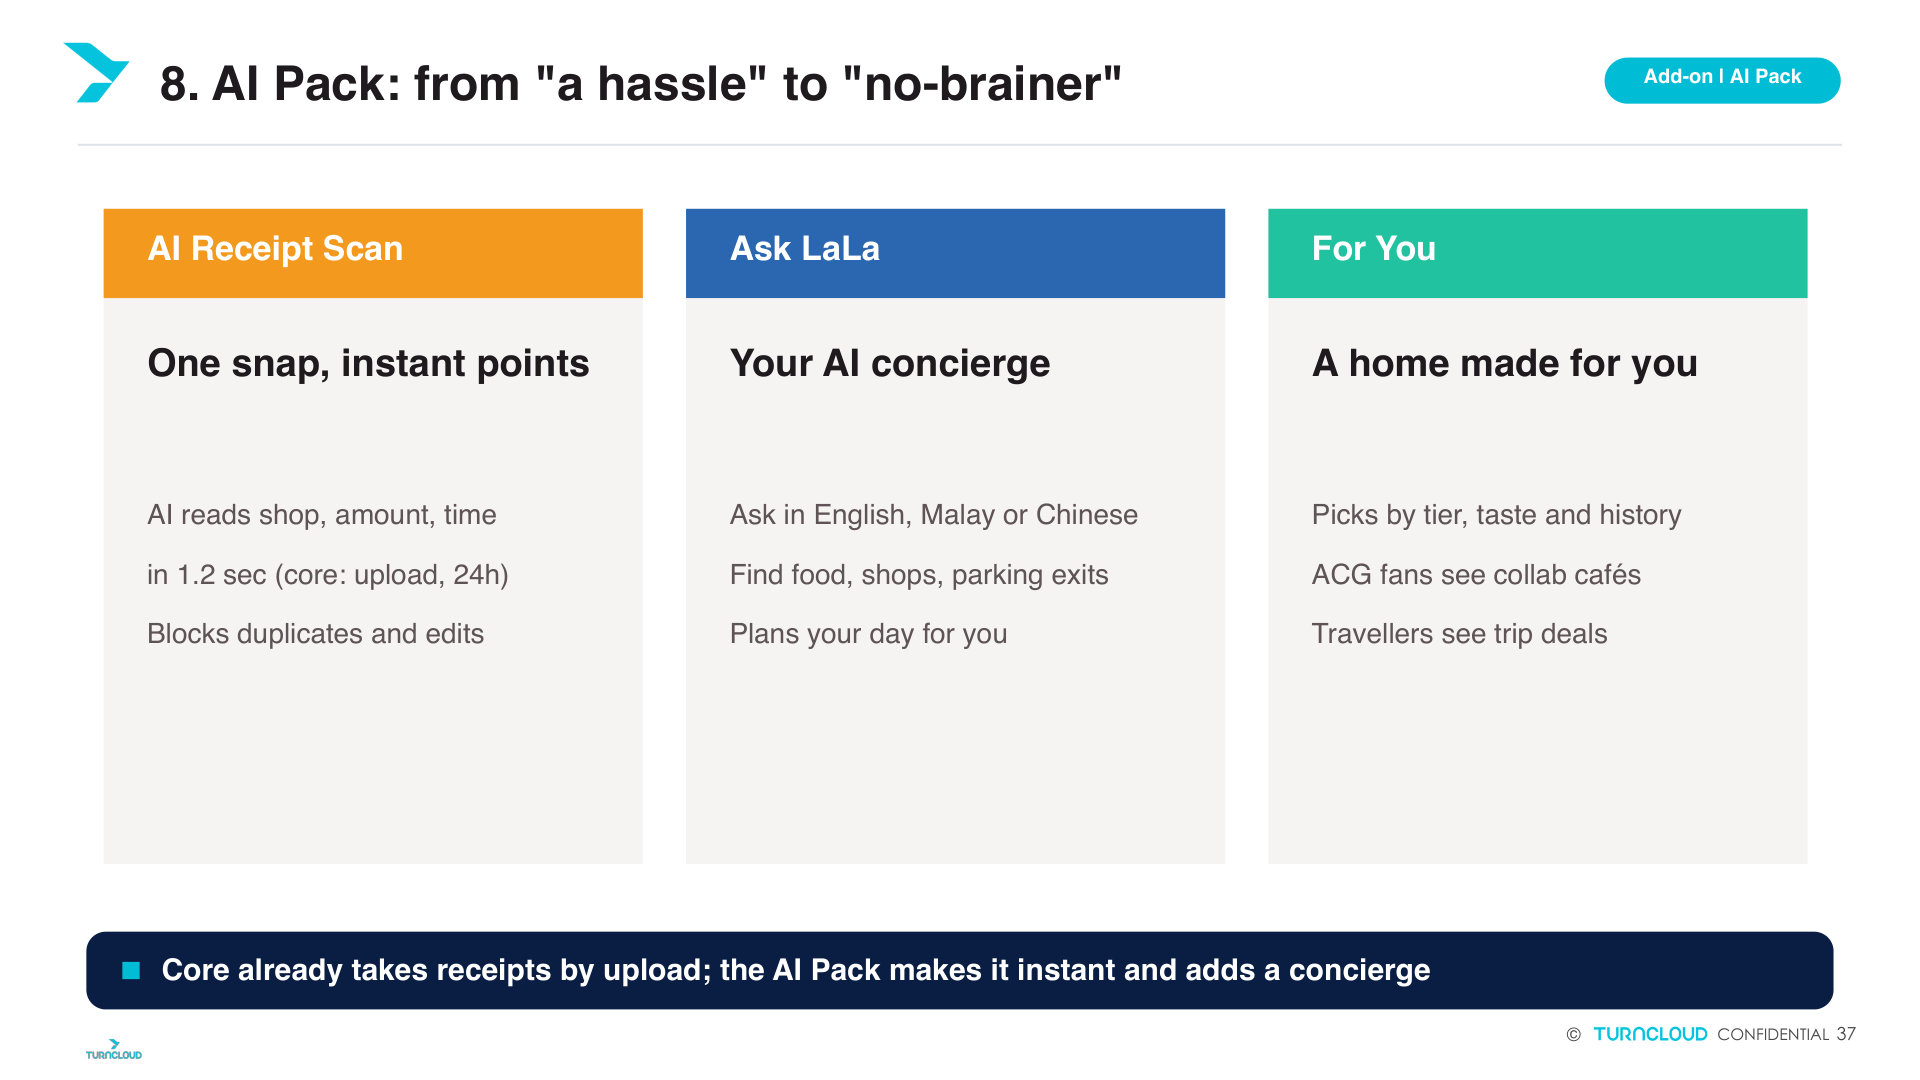 8. AI Pack: from "a hassle" to "no-brainer"
Add-on | AI Pack
AI Receipt Scan
One snap, instant points
AI reads shop, amount, time
in 1.2 sec (core: upload, 24h)
Blocks duplicates and edits
Ask LaLa
Your AI concierge
Ask in English, Malay or Chinese
Find food, shops, parking exits
Plans your day for you
For You
A home made for you
Picks by tier, taste and history
ACG fans see collab cafés
Travellers see trip deals
Core already takes receipts by upload; the AI Pack makes it instant and adds a concierge
TURNCLOUD
© TURNCLOUD CONFIDENTIAL 37